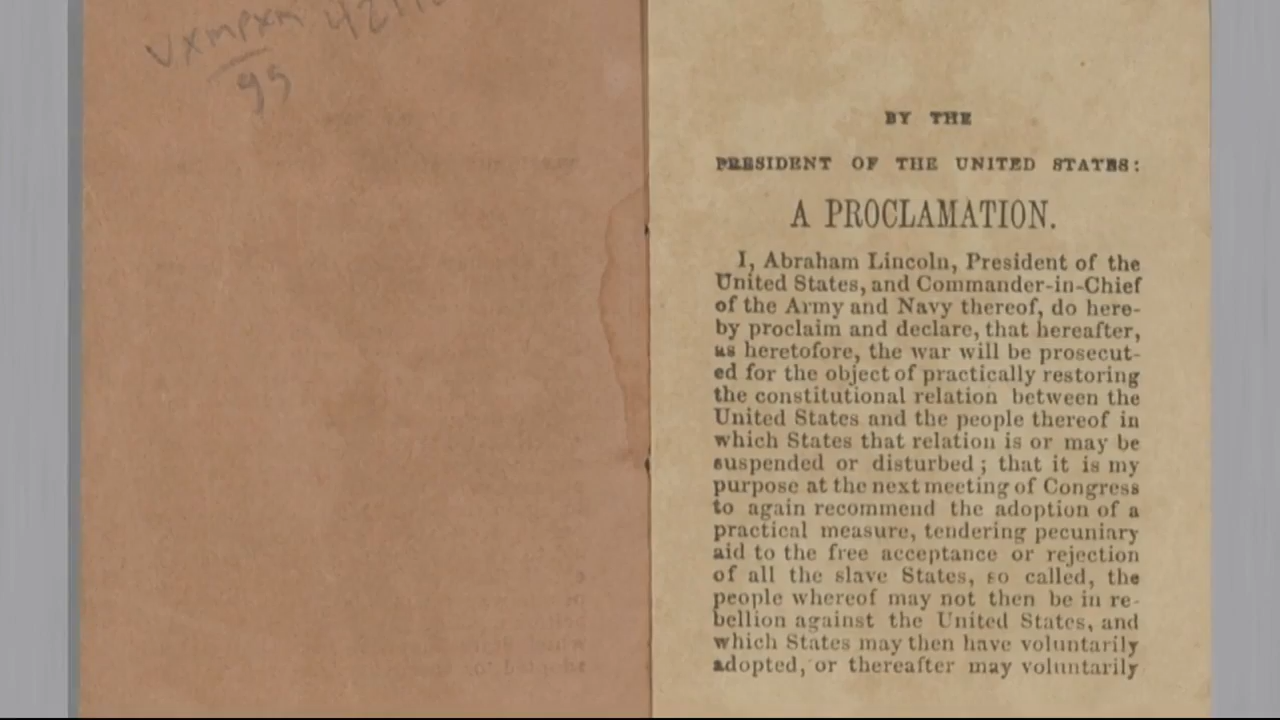 99
BY THE
PRESIDENT OF THE UNITED STATES:
A PROCLAMATION.
I, Abraham Lincoln, President of the
United States, and Commander-in-Chief
of the Army and Navy thereof, do here-
by proclaim and declare, that hereafter,
as heretofore, the war will be prosecut-
ed for the object of practically restoring
the constitutional relation between the
United States and the people thereof in
which States that relation is or may be
suspended or disturbed; that it is my
purpose at the next meeting of Congress
to again recommend the adoption of a
practical measure, tendering pecuniary
aid to the free acceptance or rejection
of all the slave States, so called, the
people whereof may not then be in re-
bellion against the United States, and
which States may then have voluntarily
adopted, or thereafter may voluntarily